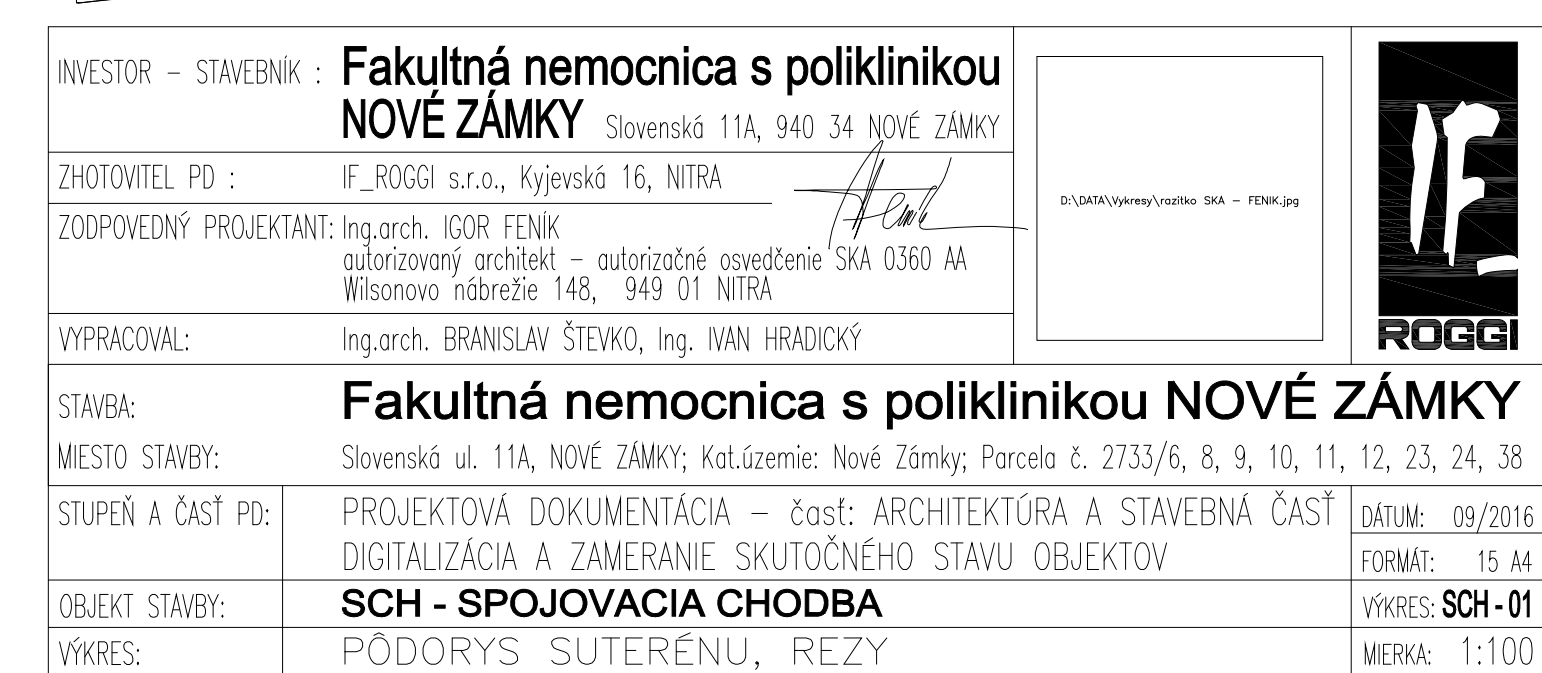 INVESTOR – STAVEBNÍK : Fakultná nemocnica s poliklinikou
NOVÉ ZÁMKY Slovenská 11A, 940 34 NOVÉ ZÁMKY
ZHOTOVITEL PD : IF_ROGGI s.r.o., Kyjevská 16, NITRA
ZODPOVEDNÝ PROJEKTANT: Ing.arch. IGOR FENÍK
autorizovaný architekt – autorizačné osvedčenie SKA 0360 AA
Wilsonovo nábrežie 148, 949 01 NITRA
VYPRACOVAL: Ing.arch. BRANISLAV ŠTEVKO, Ing. IVAN HRADICKÝ
D:\DATA\Vykresy\razitko SKA – FENIK.jpg
IF_
ROGGI
STAVBA: Fakultná nemocnica s poliklinikou NOVÉ ZÁMKY
MIESTO STAVBY: Slovenská ul. 11A, NOVÉ ZÁMKY; Kat.územie: Nové Zámky; Parcela č. 2733/6, 8, 9, 10, 11, 12, 23, 24, 38
STUPEŇ A ČASŤ PD: PROJEKTOVÁ DOKUMENTÁCIA – časť: ARCHITEKTÚRA A STAVEBNÁ ČASŤ
DIGITALIZÁCIA A ZAMERANIE SKUTOČNÉHO STAVU OBJEKTOV
DÁTUM: 09/2016
FORMÁT: 15 A4
OBJEKT STAVBY: SCH - SPOJOVACIA CHODBA
VÝKRES: SCH - 01
VÝKRES: PÔDORYS SUTERÉNU, REZY
MIERKA: 1:100